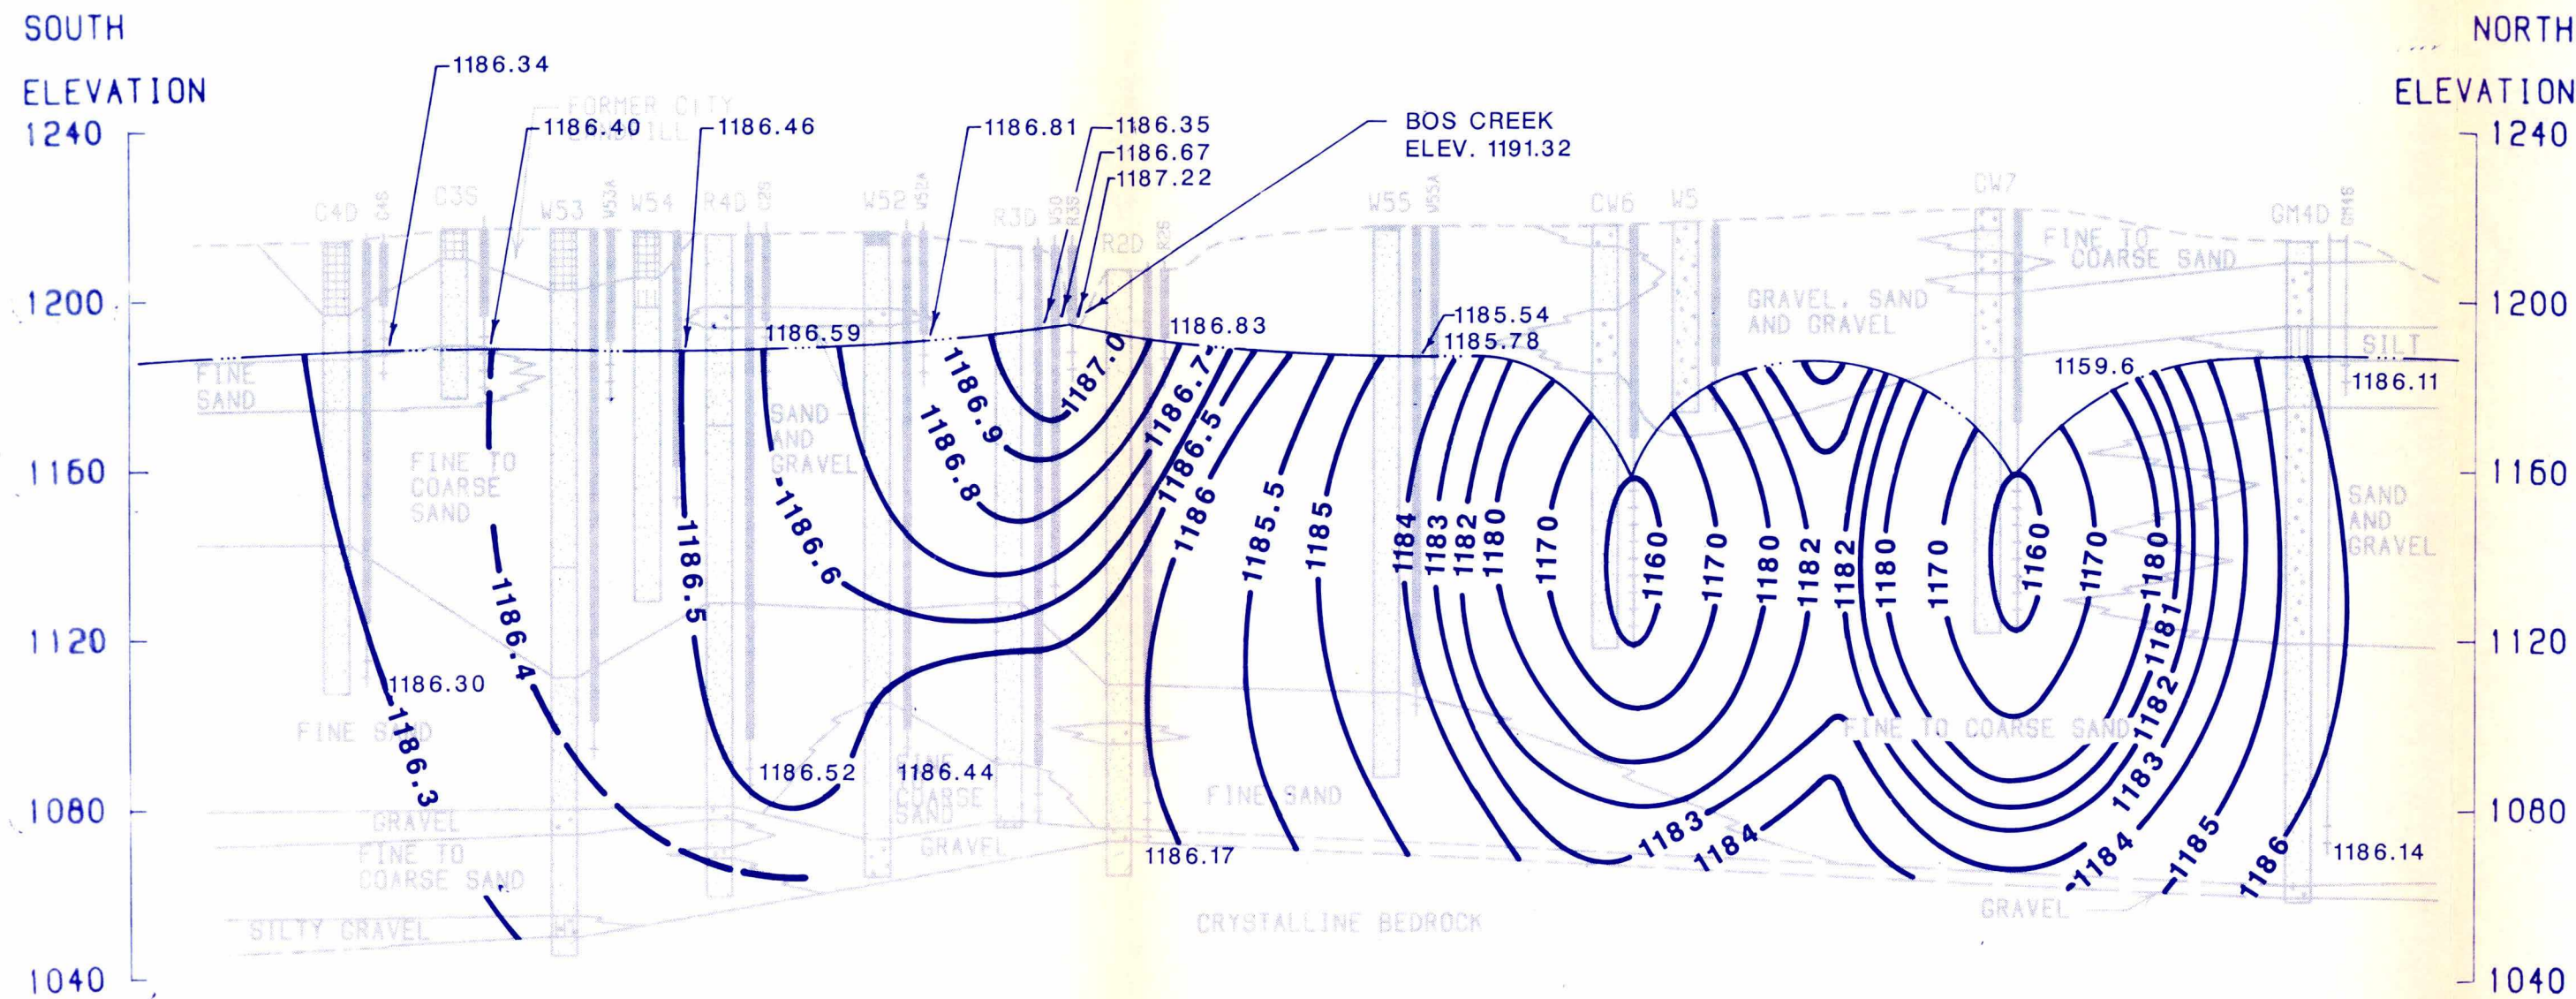 SOUTH
NORTH
ELEVATION
ELEVATION
1186.34
FORMER CITY
LANDFILL
1240
1186.40
1186.46
1186.81
1186.35
1186.67
1187.22
BOS CREEK
ELEV. 1191.32
1240
C4D
C4S
C3S
W53
W53A
W54
R4D
C2S
W52
W52A
R3D
W50
R3S
R2D
R2S
W55
W55A
CW6
W5
CW7
GM4D
GM4S
FINE TO
COARSE SAND
1200
1200
GRAVEL, SAND
AND GRAVEL
1186.59
1186.83
1185.54
1185.78
1159.6
SILT
1186.11
FINE
SAND
SAND
AND
GRAVEL
1186.9
1187.0
1186.7
1186.8
1186.5
1160
1160
FINE TO
COARSE
SAND
1186.6
1186.5
1186.4
1186
1185.5
1185
1184
1183
1182
1180
1170
1160
1170
1180
1182
1182
1180
1170
1160
1170
1180
1181
1182
1183
SAND
AND
GRAVEL
1120
1120
1186.30
1186.3
FINE SAND
1186.52
1186.44
FINE
COARSE
SAND
FINE SAND
FINE TO COARSE SAND
1080
1080
GRAVEL
GRAVEL
FINE TO
COARSE SAND
1186.17
1183
1184
1184
1185
1186
1186.14
GRAVEL
SILTY GRAVEL
CRYSTALLINE BEDROCK
1040
1040